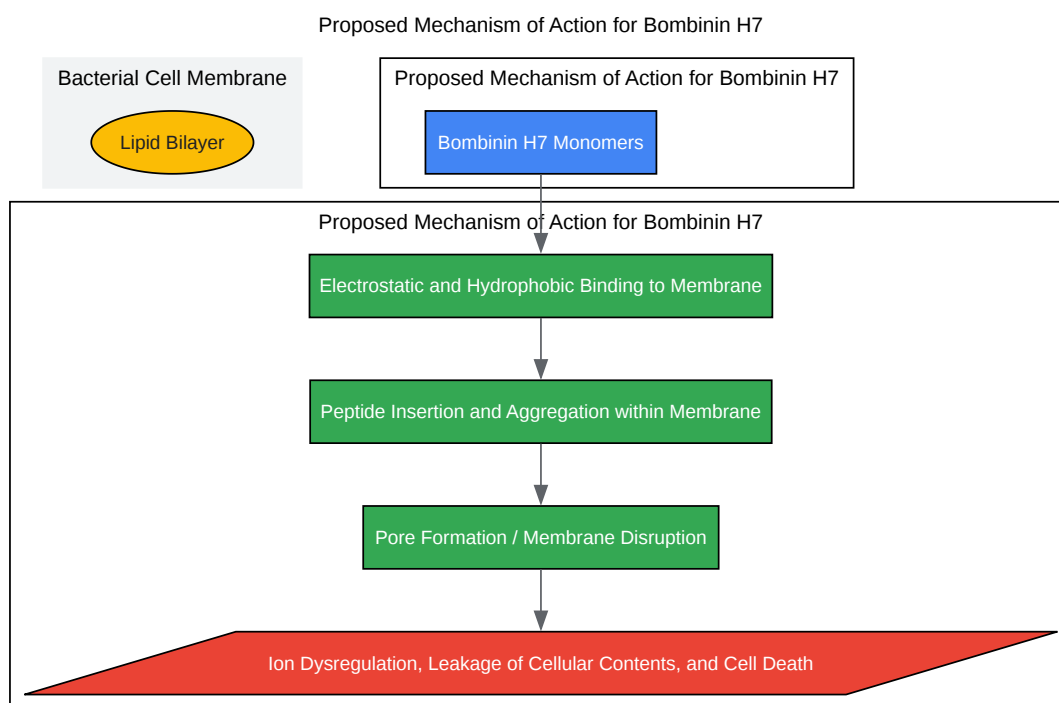 Proposed Mechanism of Action for Bombinin H7
Bacterial Cell Membrane
Lipid Bilayer
Proposed Mechanism of Action for Bombinin H7
Bombinin H7 Monomers
Proposed Mechanism of Action for Bombinin H7
Electrostatic and Hydrophobic Binding to Membrane
Peptide Insertion and Aggregation within Membrane
Pore Formation / Membrane Disruption
Ion Dysregulation, Leakage of Cellular Contents, and Cell Death